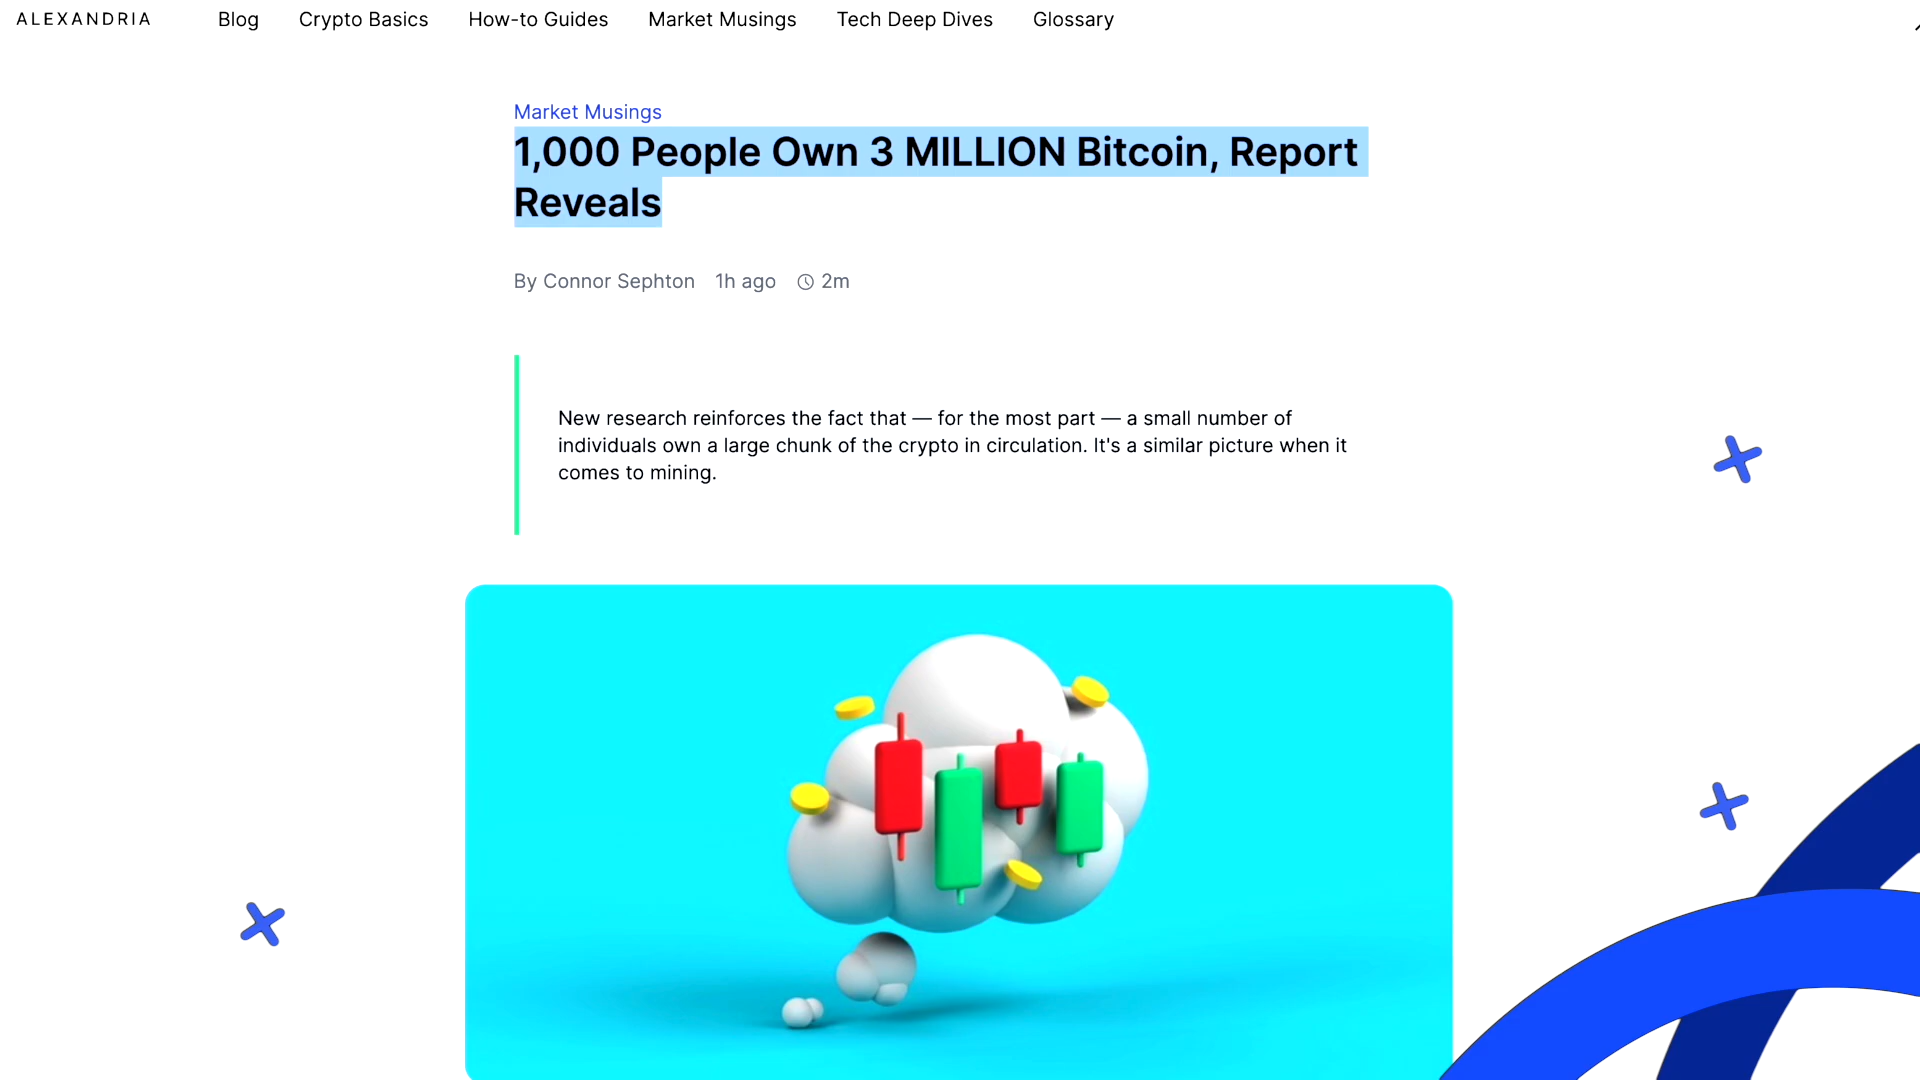 ALEXANDRIA Blog Crypto Basics How-to Guides Market Musings Tech Deep Dives Glossary
Market Musings
1,000 People Own 3 MILLION Bitcoin, Report
Reveals
By Connor Sephton 1h ago 2m
New research reinforces the fact that — for the most part — a small number of
individuals own a large chunk of the crypto in circulation. It's a similar picture when it
comes to mining.